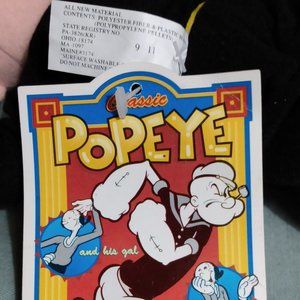 ALL NEW MATERIAL
CONTENTS: POLYESTER FIBER & PLASTIC
(POLYPROPYLENE PELLETS)
STATE REGISTRY NO
PA-3826(KR)
OHIO 18174
MA 1097
MAINE#3174
SURFACE WASHABLE
DO NOT MACHINE
9 11
Classic
POPEYE
and his gal